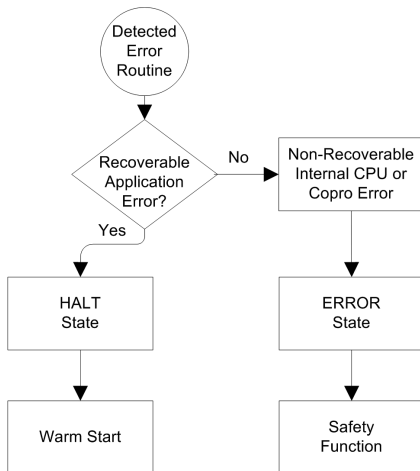 Detected
Error
Routine
Recoverable
Application
Error?
No
Non-Recoverable
Internal CPU or
Copro Error
Yes
HALT
State
ERROR
State
Warm Start
Safety
Function